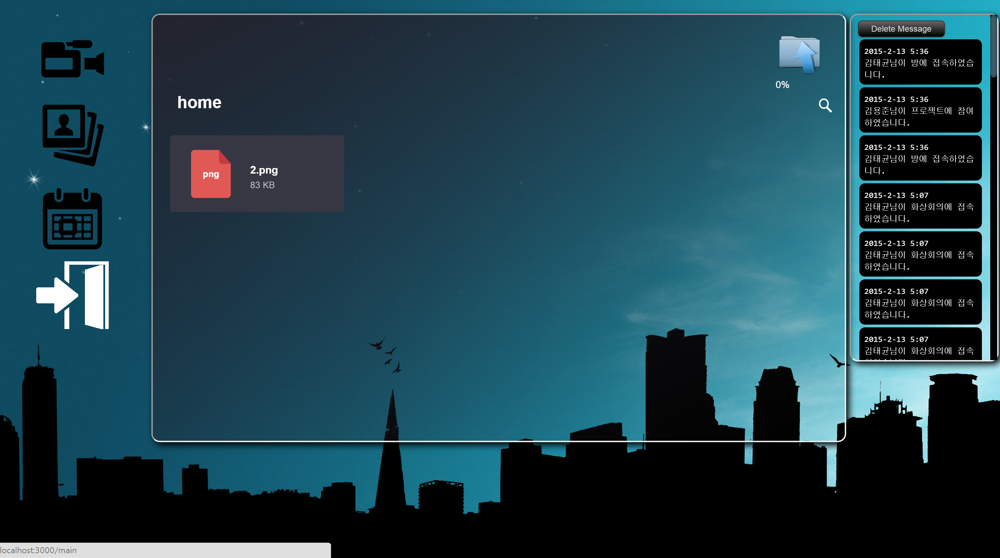 0%
home
png
2.png
83 KB
Delete Message
2015-2-13 5:36
김태균님이 방에 접속하였습
니다.
2015-2-13 5:36
김용준님이 프로젝트에 참여
하였습니다.
2015-2-13 5:36
김태균님이 방에 접속하였습
니다.
2015-2-13 5:07
김태균님이 화상회의에 접속
하였습니다.
2015-2-13 5:07
김태균님이 화상회의에 접속
하였습니다.
2015-2-13 5:07
김태균님이 화상회의에 접속
하였습니다.
2015-2-13 5:07
김태균님이 화상회의에 접속
localhost:3000/main